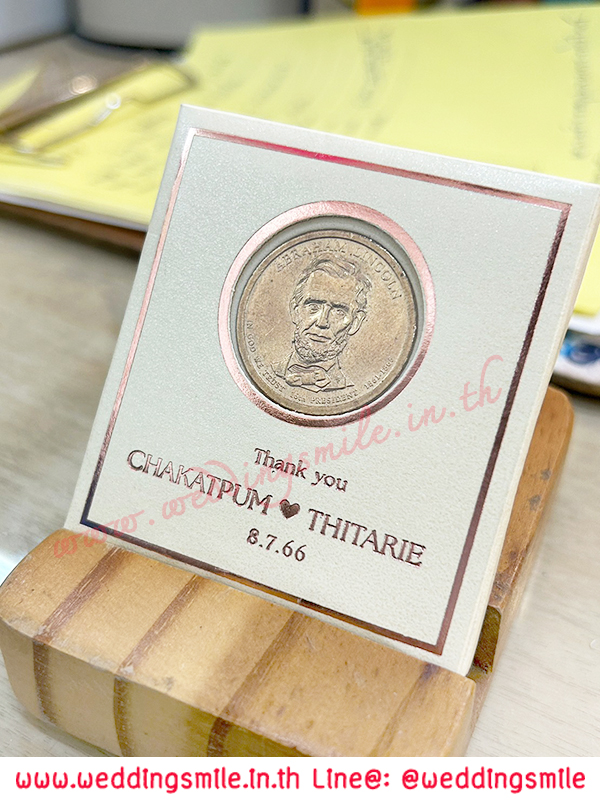 ABRAHAM LINCOLN
IN GOD WE TRUST 16th PRESIDENT 1861-1865
Thank you
CHAKATPUM ♥ THITARIE
8.7.66
www.weddingsmile.in.th
www.weddingsmile.in.th Line@: @weddingsmile